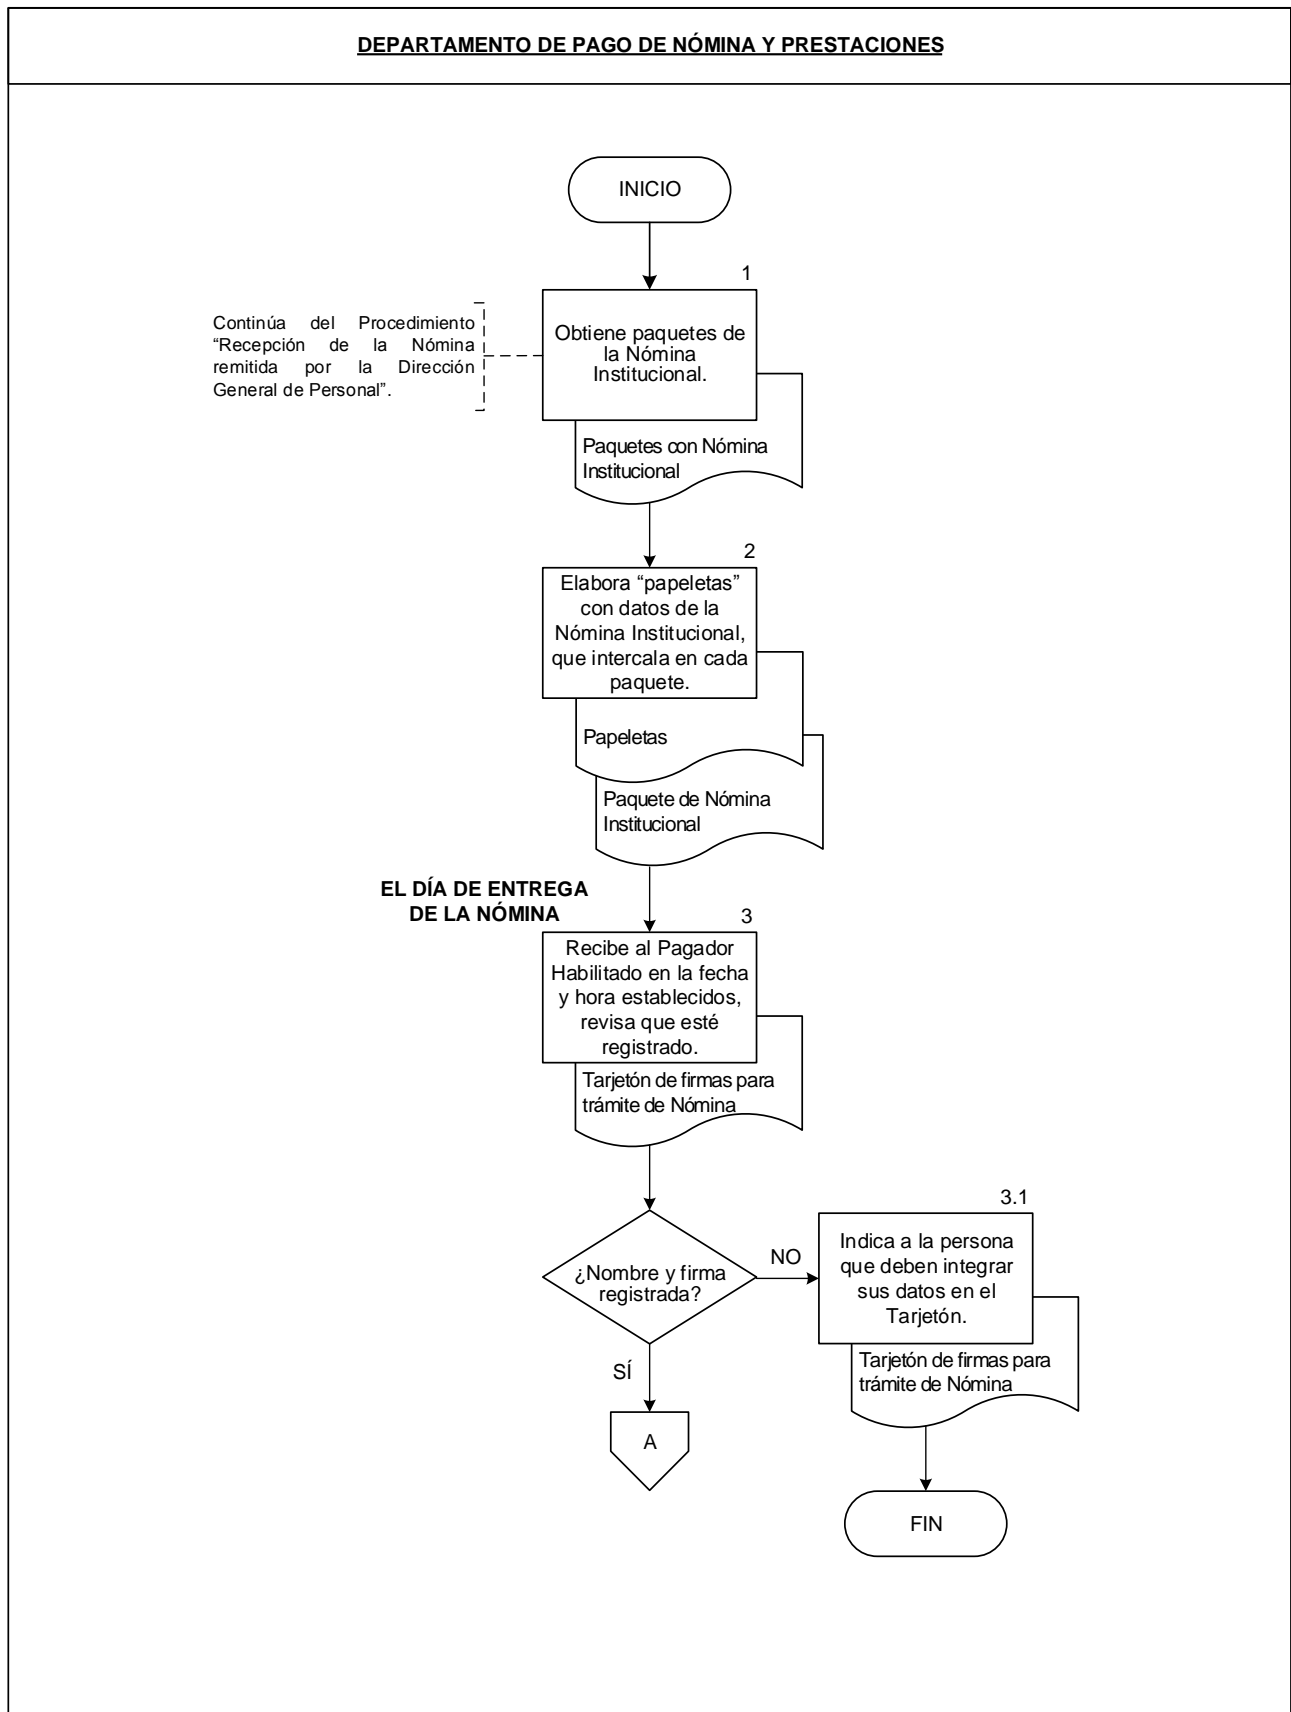 DEPARTAMENTO DE PAGO DE NÓMINA Y PRESTACIONES
INICIO
1
Obtiene paquetes de
la Nómina
Institucional.
Continúa del Procedimiento
“Recepción de la Nómina
remitida por la Dirección
General de Personal”.
Paquetes con Nómina
Institucional
2
Elabora “papeletas”
con datos de la
Nómina Institucional,
que intercala en cada
paquete.
Papeletas
Paquete de Nómina
Institucional
EL DÍA DE ENTREGA
DE LA NÓMINA
3
Recibe al Pagador
Habilitado en la fecha
y hora establecidos,
revisa que esté
registrado.
Tarjetón de firmas para
trámite de Nómina
¿Nombre y firma
registrada?
NO
3.1
Indica a la persona
que deben integrar
sus datos en el
Tarjetón.
Tarjetón de firmas para
trámite de Nómina
SÍ
A
FIN